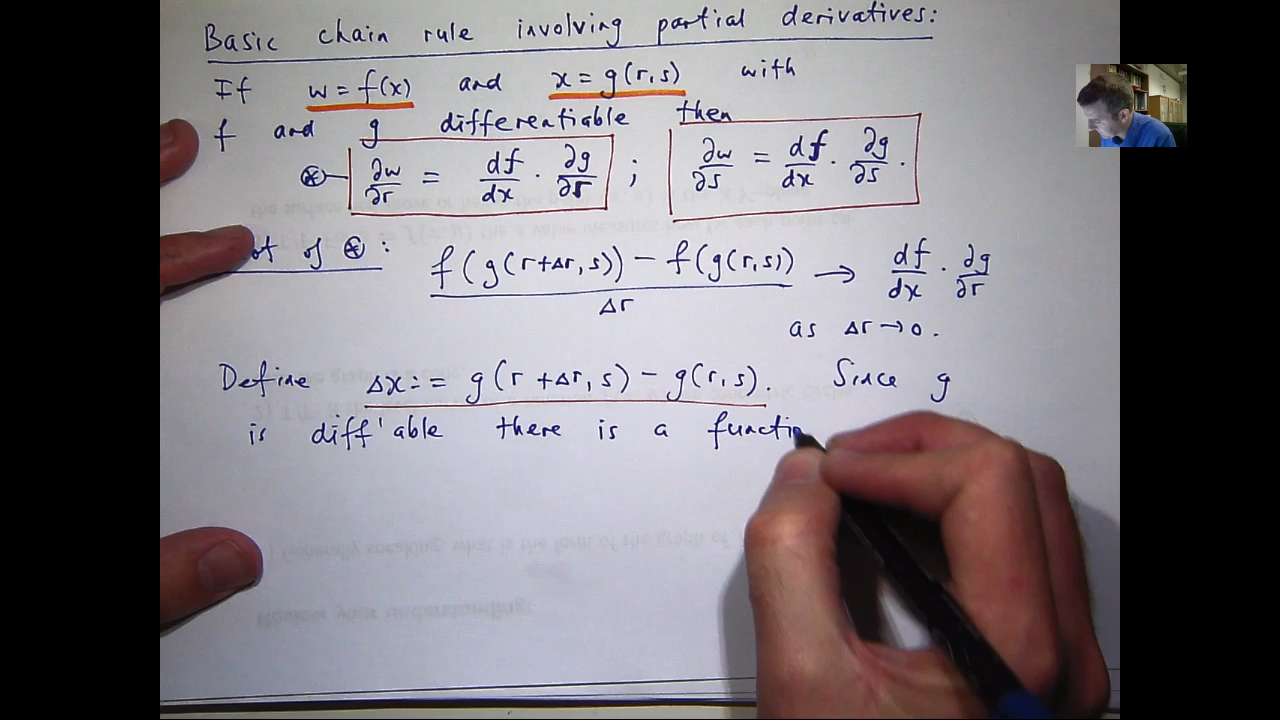 Basic chain rule involving partial derivatives:
If w = f(x) and x = g(r,s) with
f and g differentiable then
⊛ ∂w/∂r = df/dx · ∂g/∂r ; ∂w/∂s = df/dx · ∂g/∂s .
of ⊛ : f(g(r+Δr, s)) − f(g(r,s)) / Δr → df/dx · ∂g/∂r
as Δr → 0.
Define Δx := g(r + Δr, s) − g(r, s). Since g
is diff'able there is a functio